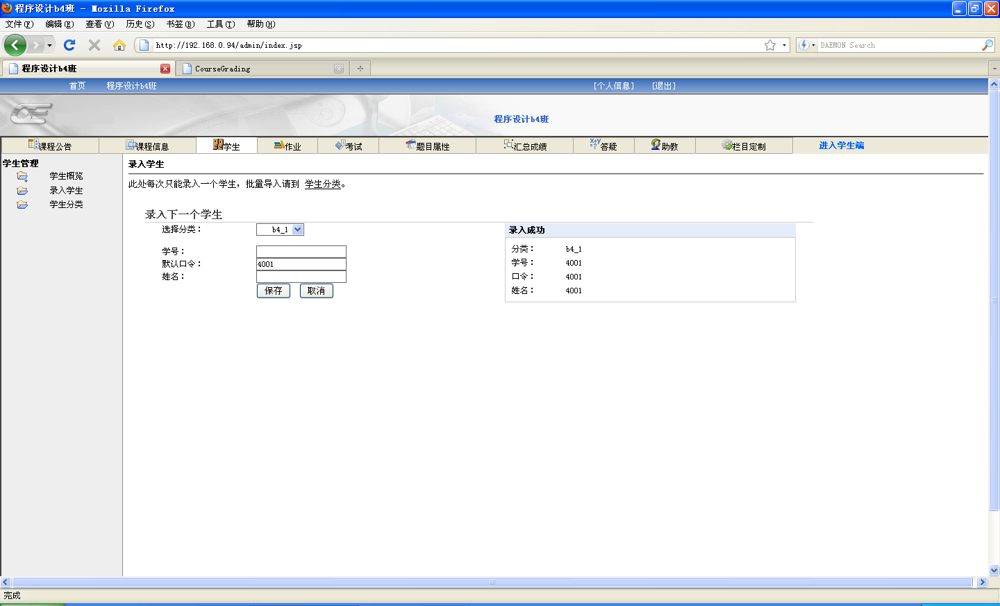 程序设计b4班 - Mozilla Firefox
文件(F) 编辑(E) 查看(V) 历史(S) 书签(B) 工具(T) 帮助(H)
http://192.168.0.94/admin/index.jsp DAEMON Search
程序设计b4班 CourseGrading
首页 程序设计b4班 [个人信息] [退出]
程序设计b4班
课程公告 课程信息 学生 作业 考试 题目属性 汇总成绩 答疑 助教 栏目定制 进入学生端
学生管理
学生概览
录入学生
学生分类
录入学生
此处每次只能录入一个学生，批量导入请到 学生分类。
录入下一个学生
选择分类： b4_1
学号：
默认口令： 4001
姓名：
保存 取消
录入成功
分类： b4_1
学号： 4001
口令： 4001
姓名： 4001
完成